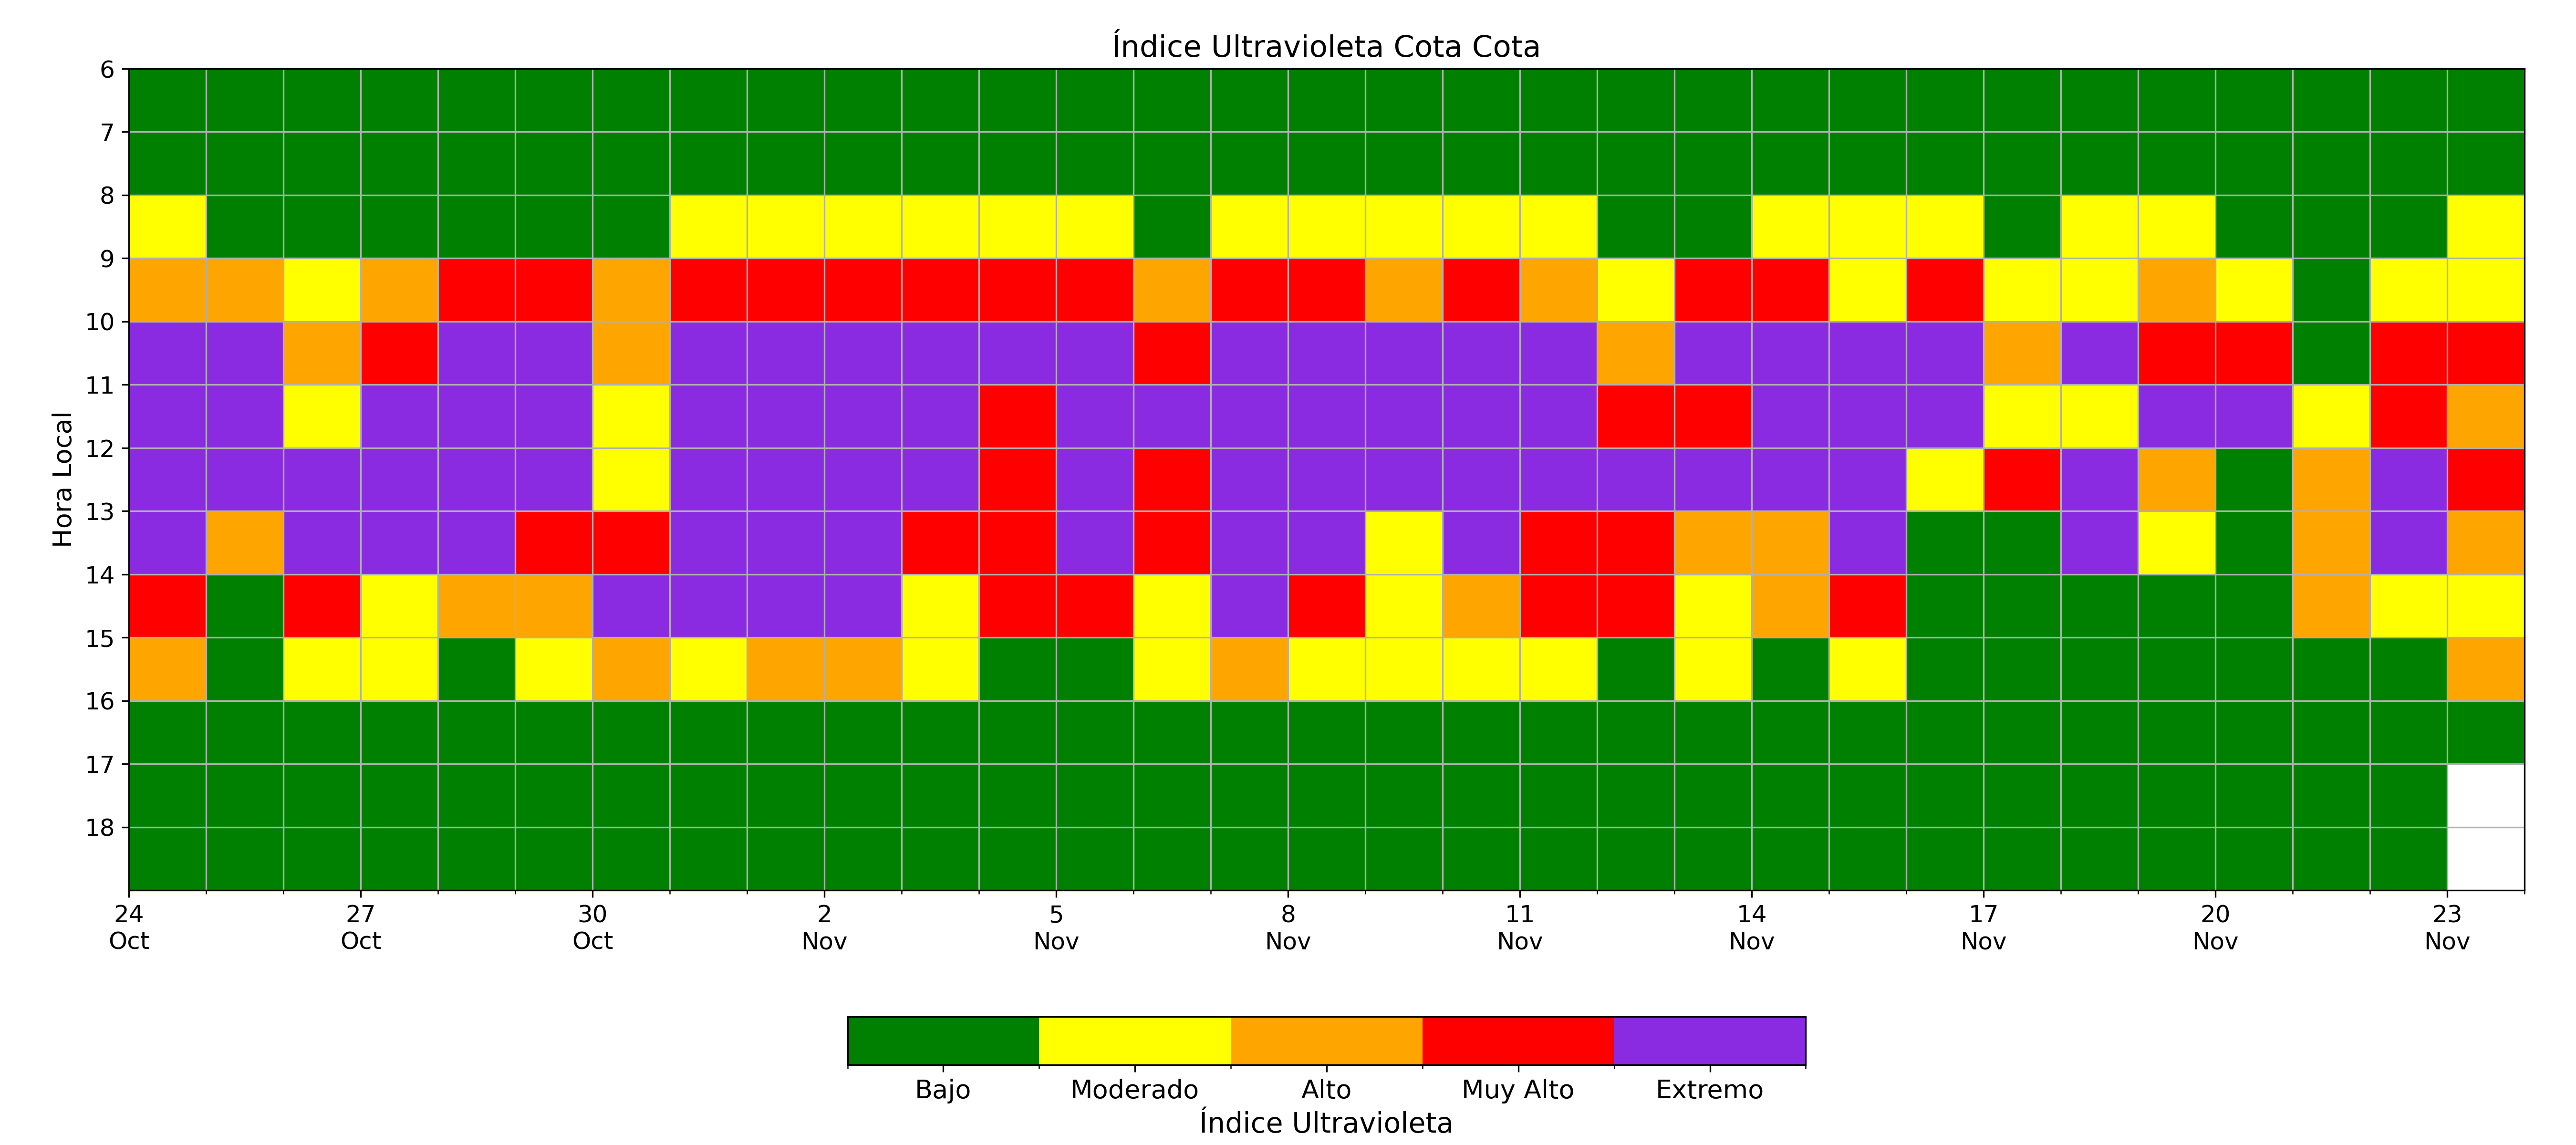 Índice Ultravioleta Cota Cota
Hora Local
6
7
8
9
10
11
12
13
14
15
16
17
18
24 27 30 2 5 8 11 14 17 20 23
Oct Oct Oct Nov Nov Nov Nov Nov Nov Nov Nov
Bajo Moderado Alto Muy Alto Extremo
Índice Ultravioleta